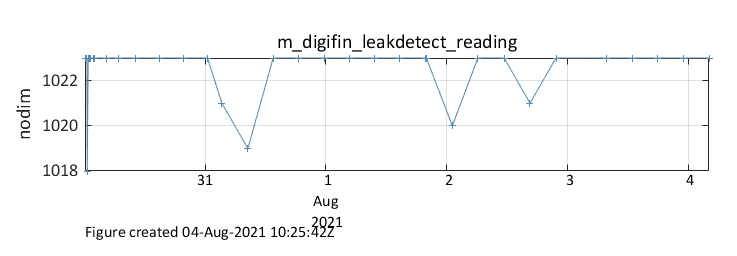 m_digifin_leakdetect_reading
nodim
1022
1020
1018
31 1 2 3 4
Aug
2021
Figure created 04-Aug-2021 10:25:42Z